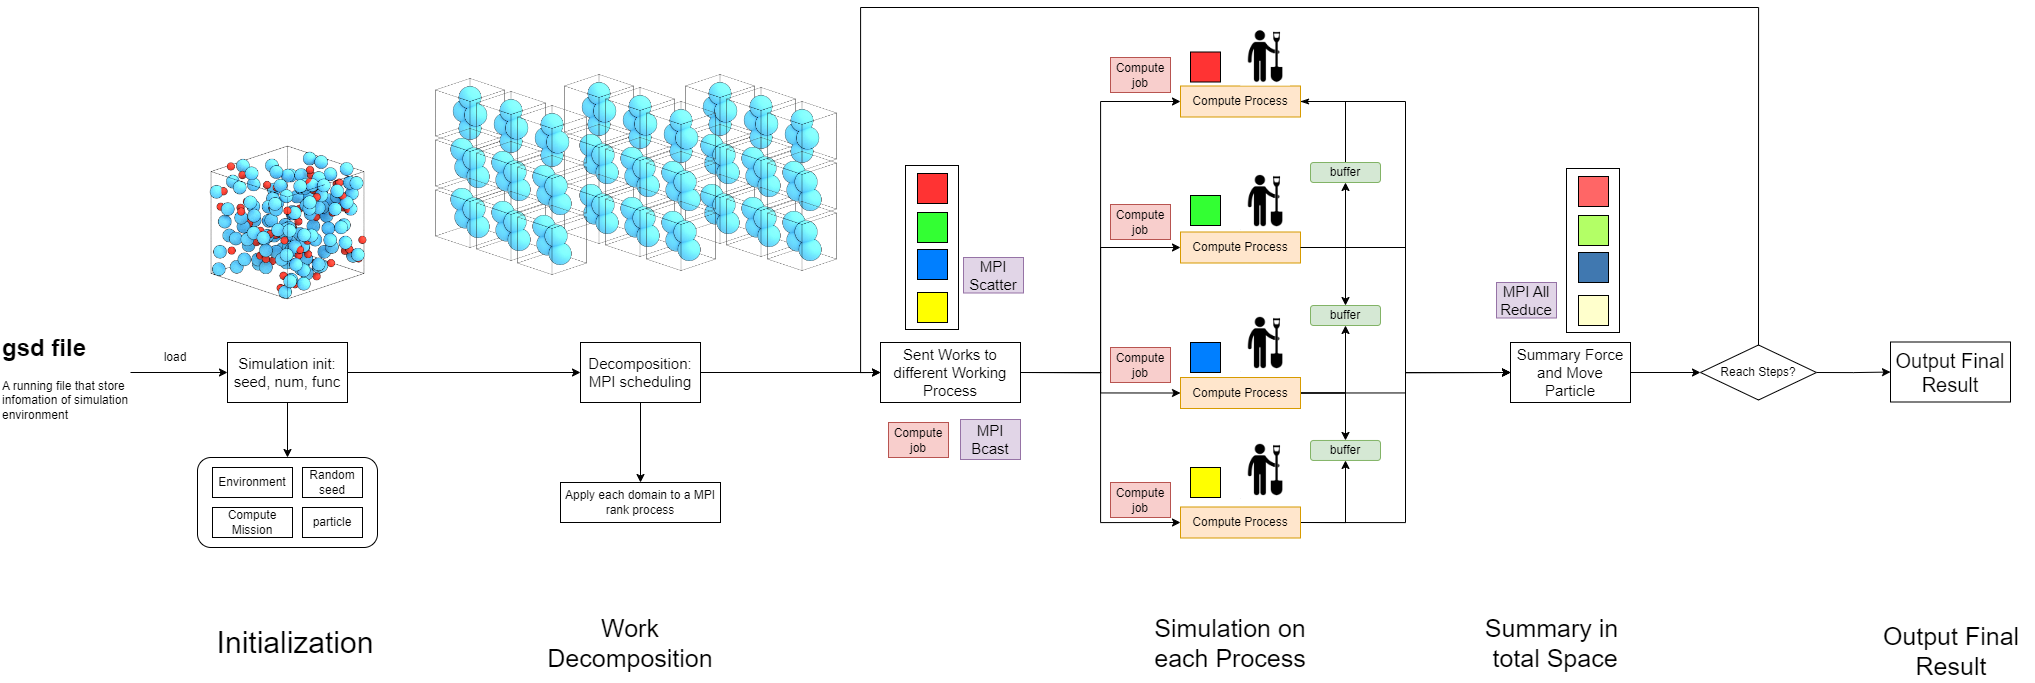 gsd file
A running file that store
infomation of simulation
environment
load
Simulation init:
seed, num, func
Environment
Random
seed
Compute
Mission
particle
Decomposition:
MPI scheduling
Apply each domain to a MPI
rank process
MPI
Scatter
Sent Works to
different Working
Process
Compute
job
MPI
Bcast
Compute
job
Compute Process
buffer
Compute
job
Compute Process
buffer
Compute
job
Compute Process
buffer
Compute
job
Compute Process
MPI All
Reduce
Summary Force
and Move
Particle
Reach Steps?
Output Final
Result
Initialization
Work
Decomposition
Simulation on
each Process
Summary in
total Space
Output Final
Result